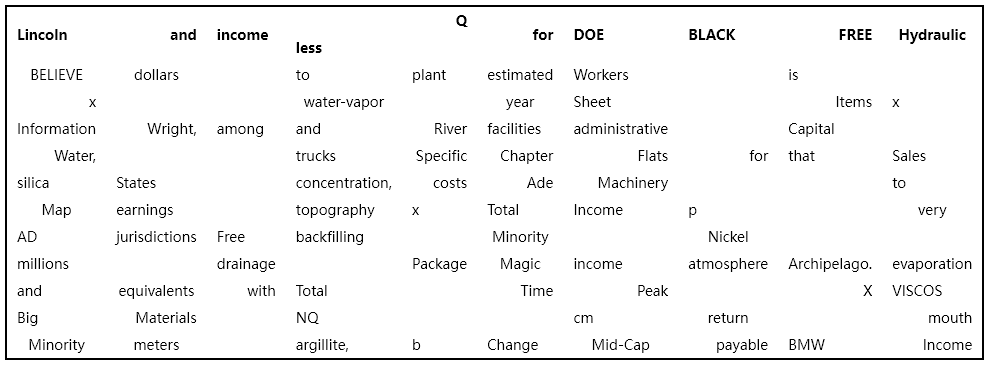 Lincoln and income Q less for DOE BLACK FREE Hydraulic
BELIEVE dollars to plant estimated Workers is
x water-vapor year Sheet Items x
Information Wright, among and River facilities administrative Capital
Water, trucks Specific Chapter Flats for that Sales
silica States concentration, costs Ade Machinery to
Map earnings topography x Total Income p very
AD jurisdictions Free backfilling Minority Nickel
millions drainage Package Magic income atmosphere Archipelago. evaporation
and equivalents with Total Time Peak X VISCOS
Big Materials NQ cm return mouth
Minority meters argillite, b Change Mid-Cap payable BMW Income